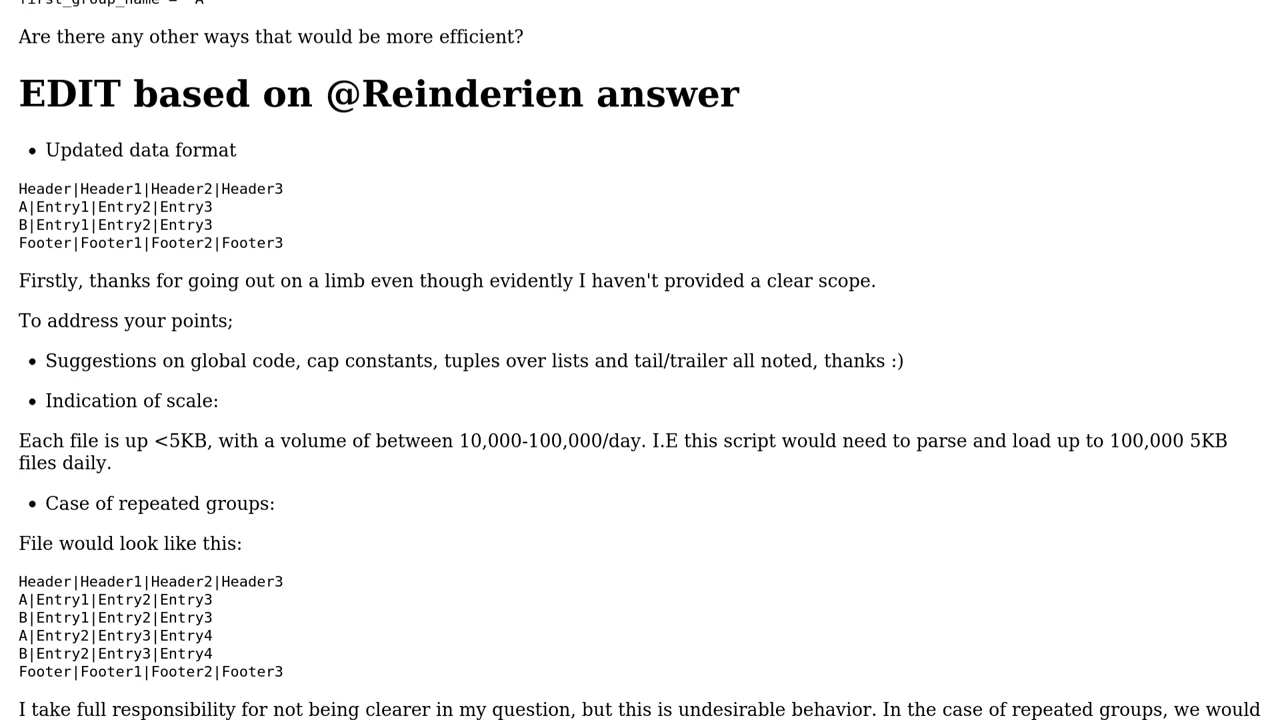 first_group_name = 'A'
Are there any other ways that would be more efficient?
EDIT based on @Reinderien answer
• Updated data format
Header|Header1|Header2|Header3
A|Entry1|Entry2|Entry3
B|Entry1|Entry2|Entry3
Footer|Footer1|Footer2|Footer3
Firstly, thanks for going out on a limb even though evidently I haven't provided a clear scope.
To address your points;
• Suggestions on global code, cap constants, tuples over lists and tail/trailer all noted, thanks :)
• Indication of scale:
Each file is up <5KB, with a volume of between 10,000-100,000/day. I.E this script would need to parse and load up to 100,000 5KB
files daily.
• Case of repeated groups:
File would look like this:
Header|Header1|Header2|Header3
A|Entry1|Entry2|Entry3
B|Entry1|Entry2|Entry3
A|Entry2|Entry3|Entry4
B|Entry2|Entry3|Entry4
Footer|Footer1|Footer2|Footer3
I take full responsibility for not being clearer in my question, but this is undesirable behavior. In the case of repeated groups, we would